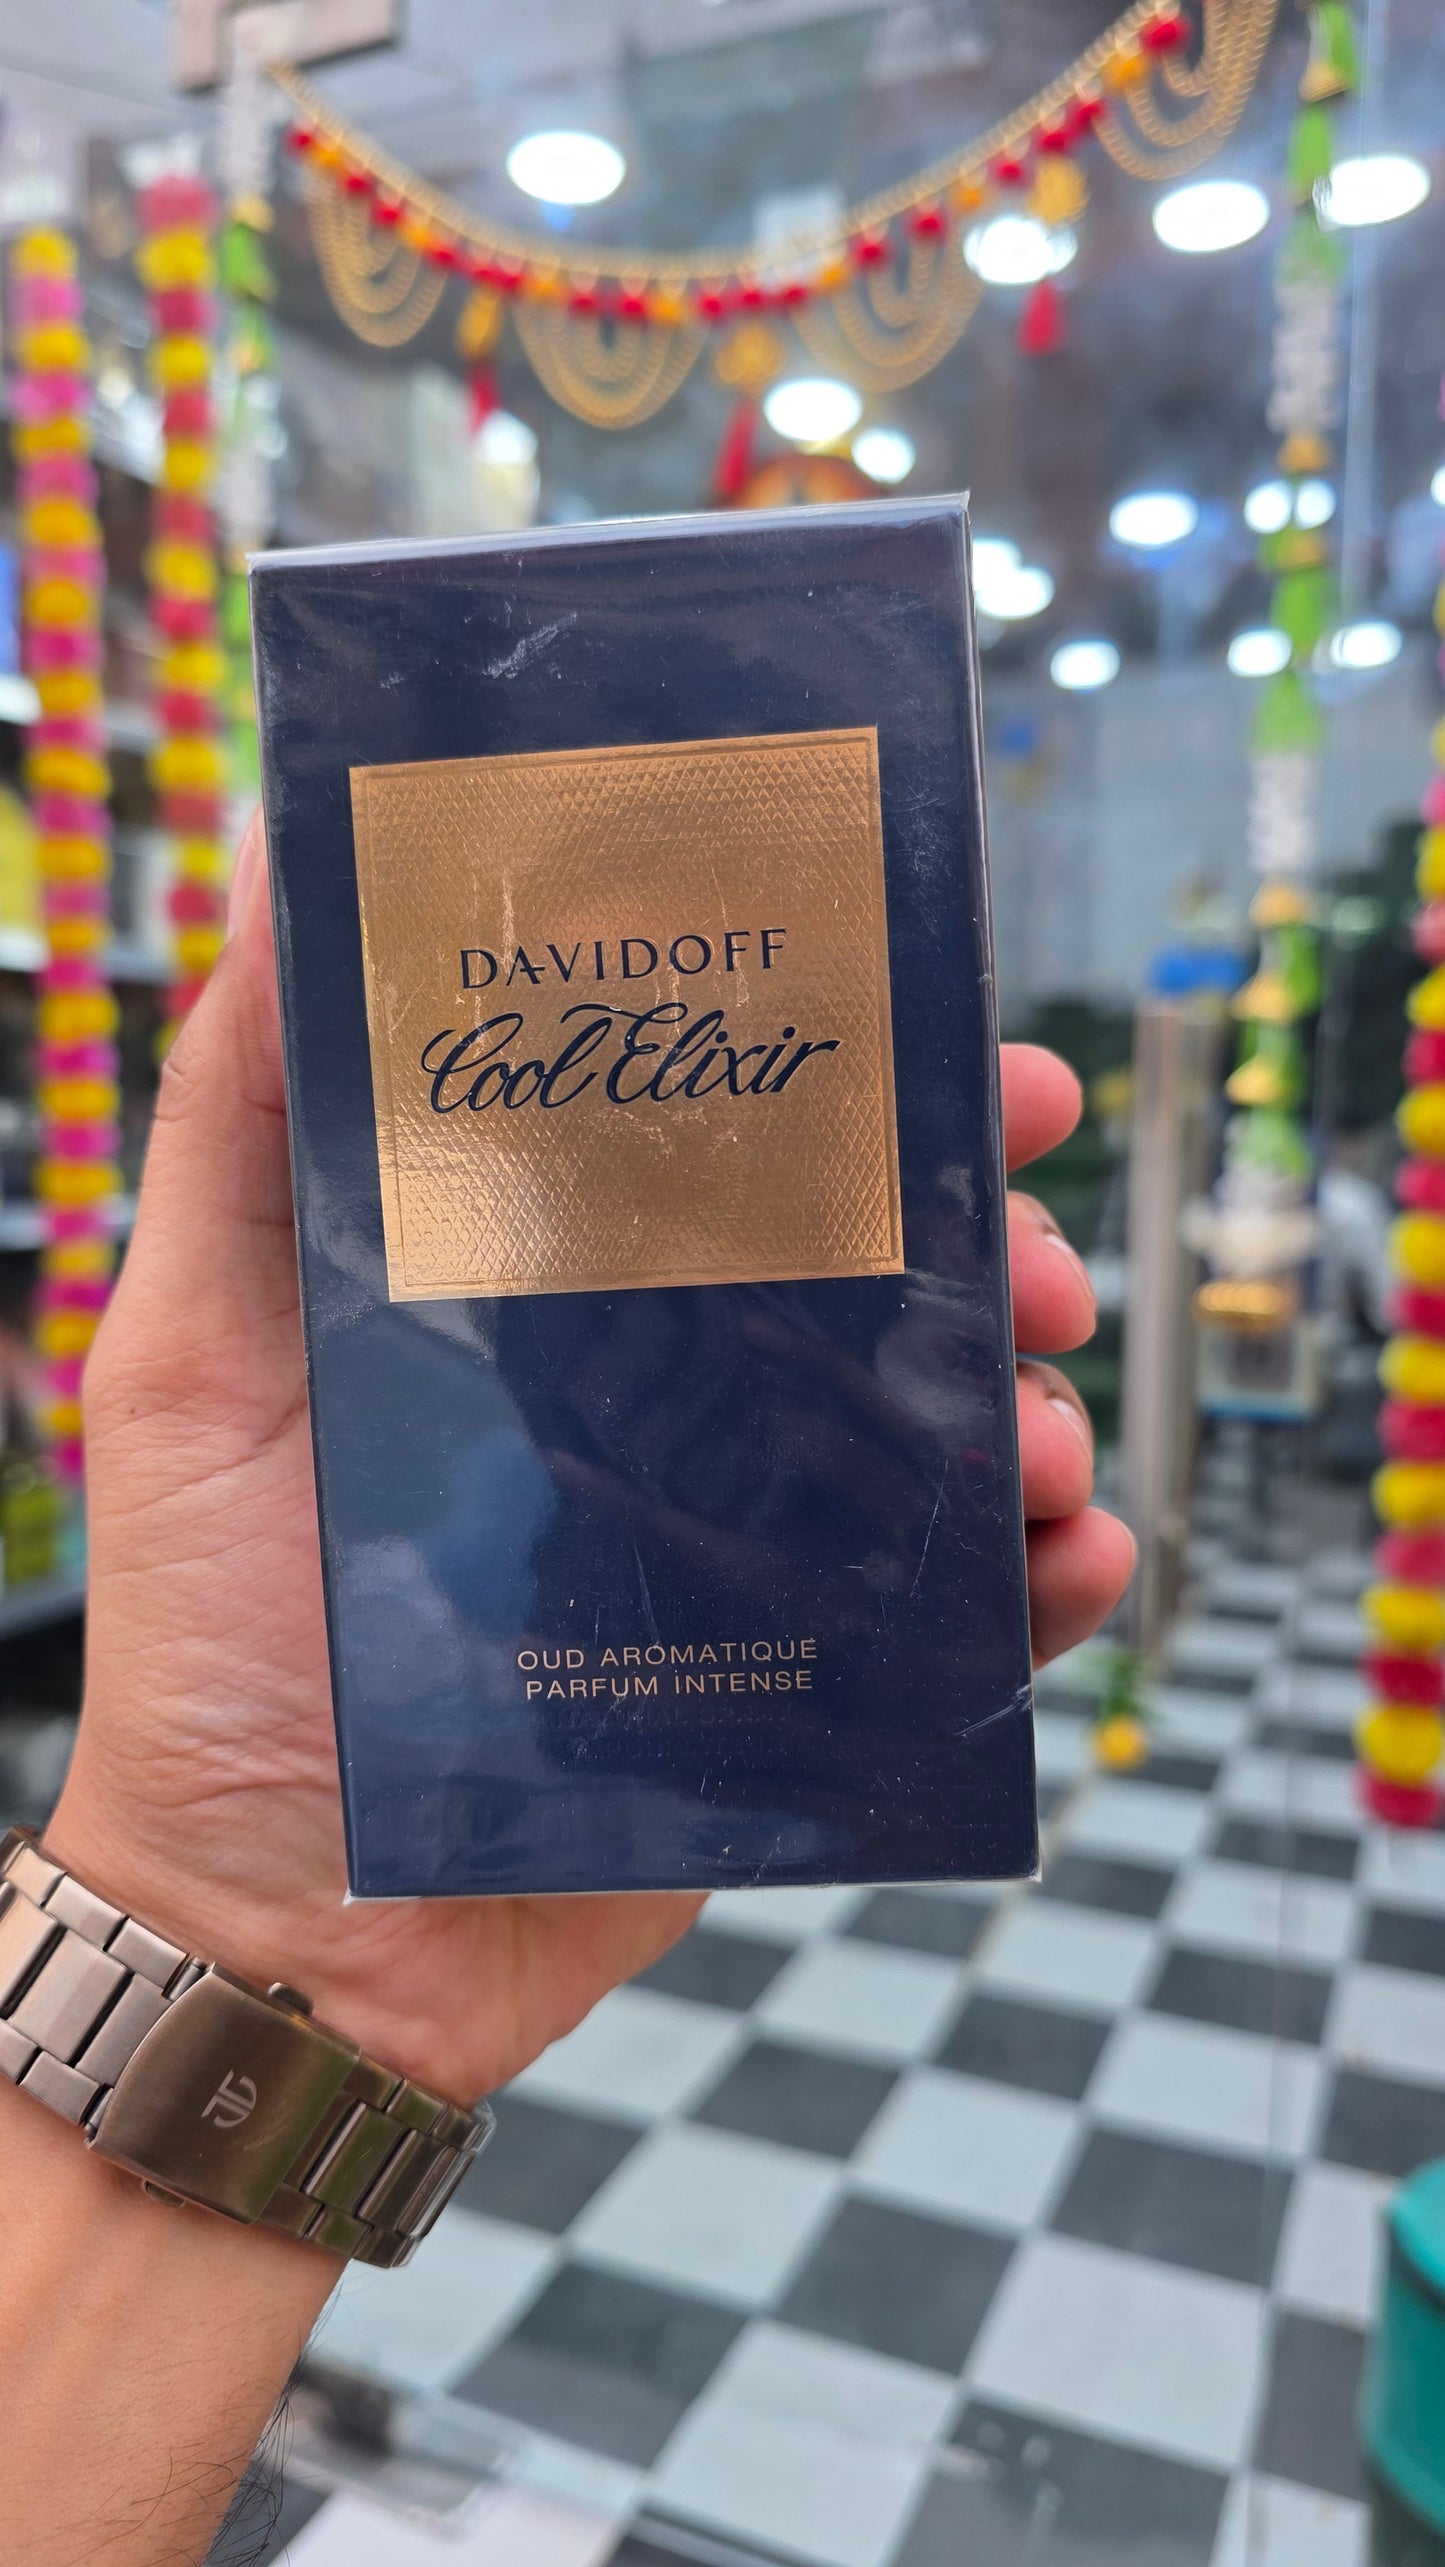 DAVIDOFF
Cool Elixir
OUD AROMATIQUE
PARFUM INTENSE